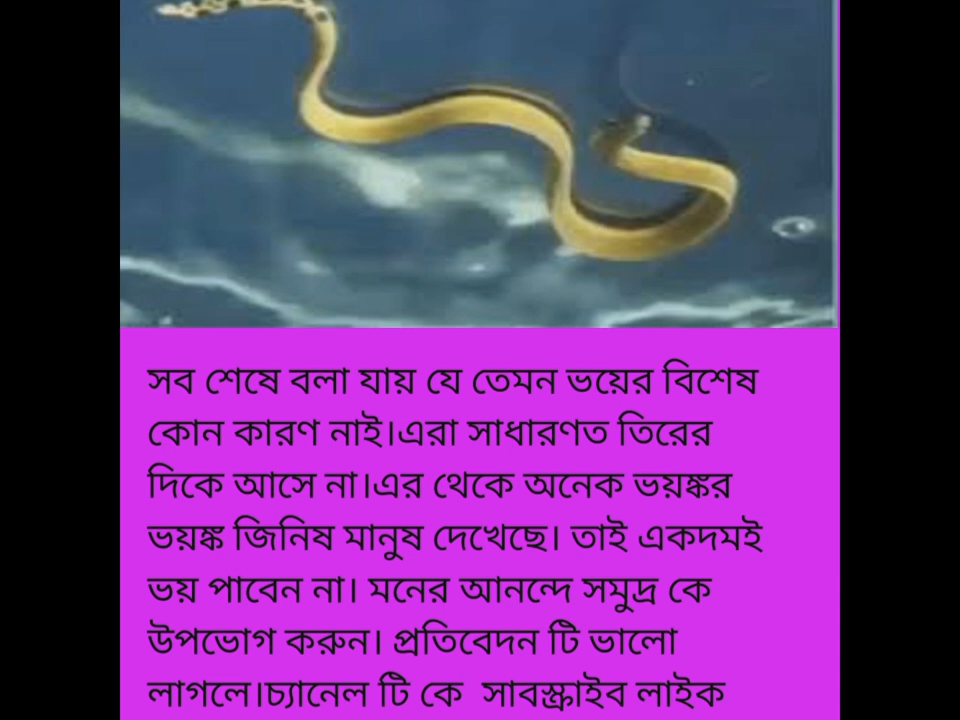 সব শেষে বলা যায় যে তেমন ভয়ের বিশেষ
কোন কারণ নাই।এরা সাধারণত তিরের
দিকে আসে না।এর থেকে অনেক ভয়ঙ্কর
ভয়ঙ্ক জিনিষ মানুষ দেখেছে। তাই একদমই
ভয় পাবেন না। মনের আনন্দে সমুদ্র কে
উপভোগ করুন। প্রতিবেদন টি ভালো
লাগলে।চ্যানেল টি কে সাবস্ক্রাইব লাইক